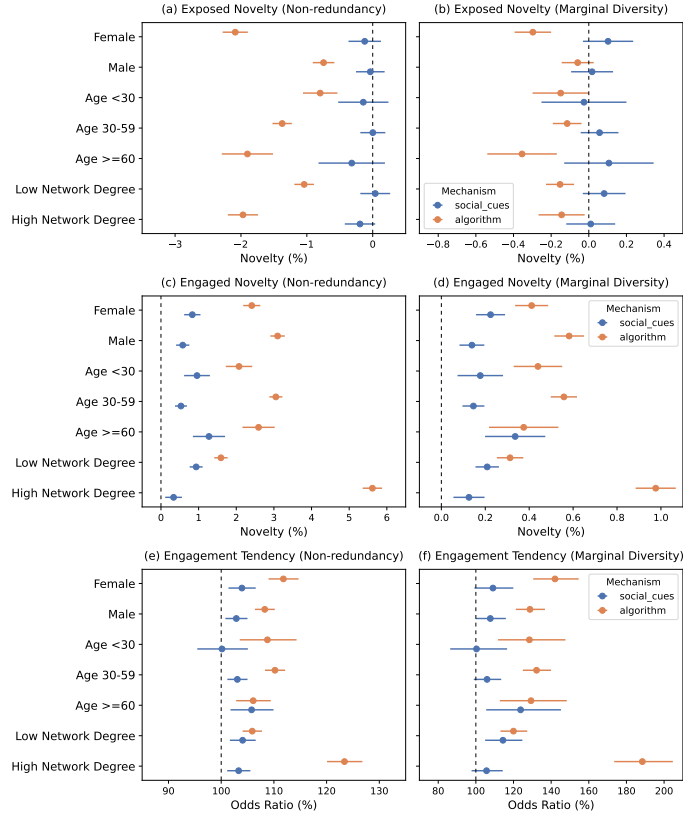 (a) Exposed Novelty (Non-redundancy)
(b) Exposed Novelty (Marginal Diversity)
Female
Male
Age <30
Age 30-59
Age >=60
Low Network Degree
High Network Degree
Mechanism
social_cues
algorithm
−3 −2 −1 0
−0.8 −0.6 −0.4 −0.2 0.0 0.2 0.4
Novelty (%)
Novelty (%)
(c) Engaged Novelty (Non-redundancy)
(d) Engaged Novelty (Marginal Diversity)
Female
Male
Age <30
Age 30-59
Age >=60
Low Network Degree
High Network Degree
Mechanism
social_cues
algorithm
0 1 2 3 4 5 6
0.0 0.2 0.4 0.6 0.8 1.0
Novelty (%)
Novelty (%)
(e) Engagement Tendency (Non-redundancy)
(f) Engagement Tendency (Marginal Diversity)
Female
Male
Age <30
Age 30-59
Age >=60
Low Network Degree
High Network Degree
Mechanism
social_cues
algorithm
90 100 110 120 130
80 100 120 140 160 180 200
Odds Ratio (%)
Odds Ratio (%)